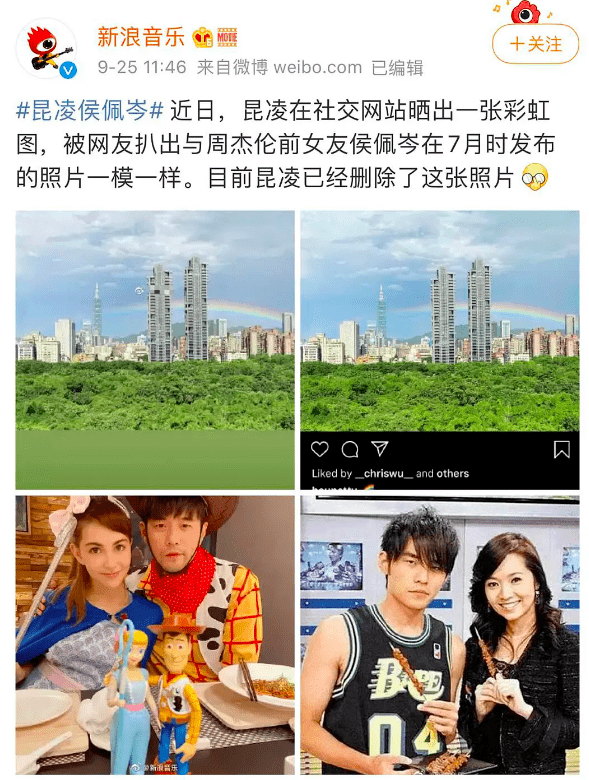 新浪音乐
MOVIE
9-25 11:46 来自微博 weibo.com 已编辑
+关注
#昆凌侯佩岑# 近日，昆凌在社交网站晒出一张彩虹
图，被网友扒出与周杰伦前女友侯佩岑在7月时发布
的照片一模一样。目前昆凌已经删除了这张照片
Liked by __chriswu__ and others
@新浪音乐
04